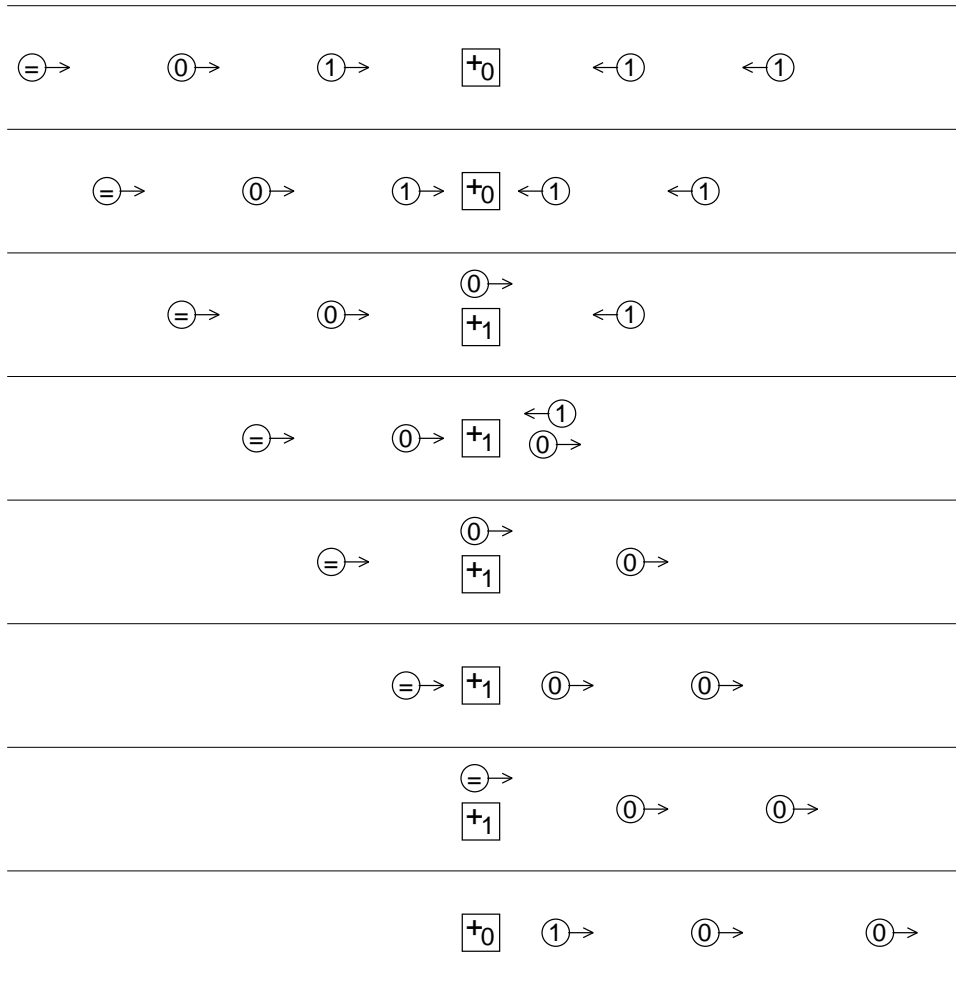 = 0 1 +0 1 1
= 0 1 +0 1 1
0
= 0 +1 1
1
= 0 +1 0
0
= +1 0
= +1 0 0
=
+1 0 0
+0 1 0 0